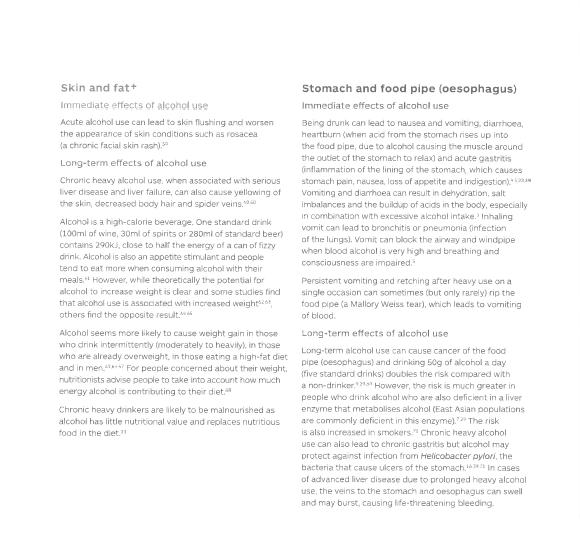 Skin and fat+
Immediate effects of alcohol use
Acute alcohol use can lead to skin flushing and worsen
the appearance of skin conditions such as rosacea
(a chronic facial skin rash).
Long-term effects of alcohol use
Chronic heavy alcohol use, when associated with serious
liver disease and liver failure, can also cause yellowing of
the skin, decreased body hair and spider veins.
Alcohol is a high-calorie beverage. One standard drink
(100ml of wine, 30ml of spirits or 280ml of standard beer)
contains 290kJ, close to half the energy of a can of fizzy
drink. Alcohol is also an appetite stimulant and people
tend to eat more when consuming alcohol with their
meals. However, while theoretically the potential for
alcohol to increase weight is clear and some studies find
that alcohol use is associated with increased weight,
others find the opposite result.
Alcohol seems more likely to cause weight gain in those
who drink intermittently (moderately to heavily), in those
who are already overweight, in those eating a high-fat diet
and in men. For people concerned about their weight,
nutritionists advise people to take into account how much
energy alcohol is contributing to their diet.
Chronic heavy drinkers are likely to be malnourished as
alcohol has little nutritional value and replaces nutritious
food in the diet.
Stomach and food pipe (oesophagus)
Immediate effects of alcohol use
Being drunk can lead to nausea and vomiting, diarrhoea,
heartburn (when acid from the stomach rises up into
the food pipe, due to alcohol causing the muscle around
the outlet of the stomach to relax) and acute gastritis
(inflammation of the lining of the stomach, which causes
stomach pain, nausea, loss of appetite and indigestion).
Vomiting and diarrhoea can result in dehydration, salt
imbalances and the buildup of acids in the body, especially
in combination with excessive alcohol intake. Inhaling
vomit can lead to bronchitis or pneumonia (infection
of the lungs). Vomit can block the airway and windpipe
when blood alcohol is very high and breathing and
consciousness are impaired.
Persistent vomiting and retching after heavy use on a
single occasion can sometimes (but only rarely) rip the
food pipe (a Mallory Weiss tear), which leads to vomiting
of blood.
Long-term effects of alcohol use
Long-term alcohol use can cause cancer of the food
pipe (oesophagus) and drinking 50g of alcohol a day
(five standard drinks) doubles the risk compared with
a non-drinker. However, the risk is much greater in
people who drink alcohol who are also deficient in a liver
enzyme that metabolises alcohol (East Asian populations
are commonly deficient in this enzyme). The risk
is also increased in smokers. Chronic heavy alcohol
use can also lead to chronic gastritis but alcohol may
protect against infection from Helicobacter pylori, the
bacteria that cause ulcers of the stomach. In cases
of advanced liver disease due to prolonged heavy alcohol
use, the veins to the stomach and oesophagus can swell
and may burst, causing life-threatening bleeding.